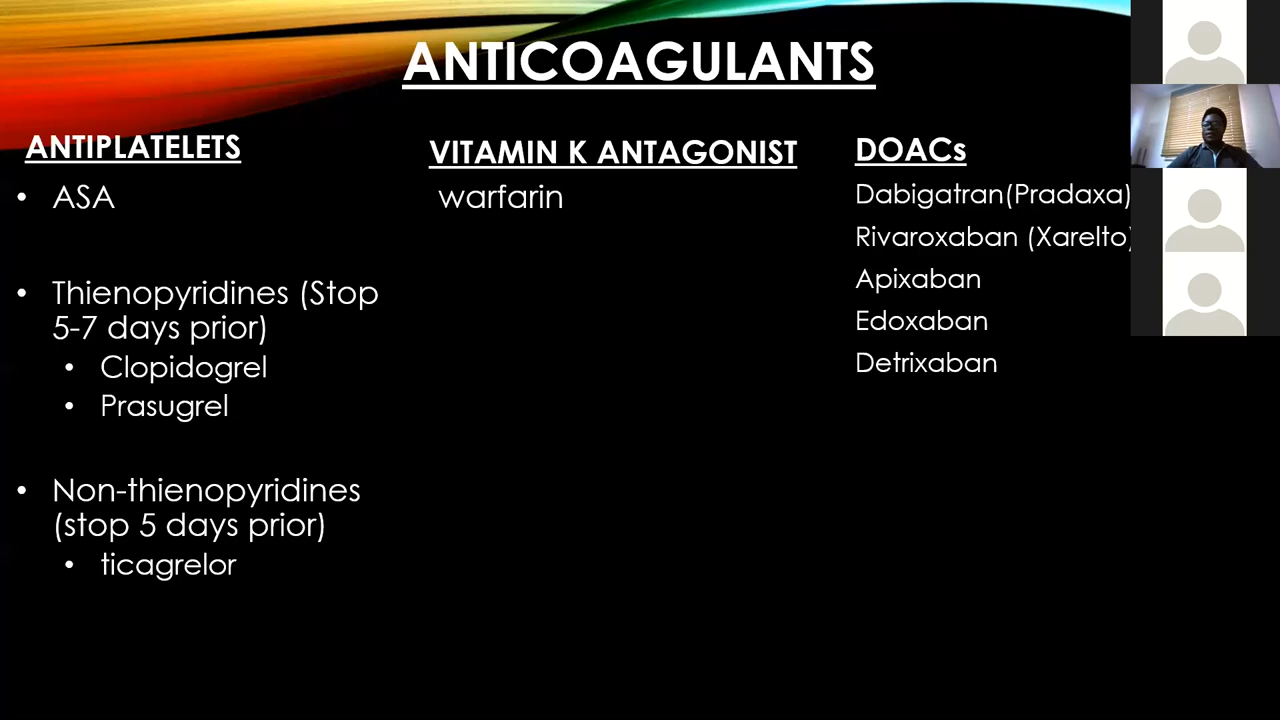 ANTICOAGULANTS
ANTIPLATELETS
• ASA
• Thienopyridines (Stop
5-7 days prior)
• Clopidogrel
• Prasugrel
• Non-thienopyridines
(stop 5 days prior)
• ticagrelor
VITAMIN K ANTAGONIST
warfarin
DOACs
Dabigatran(Pradaxa)
Rivaroxaban (Xarelto)
Apixaban
Edoxaban
Detrixaban